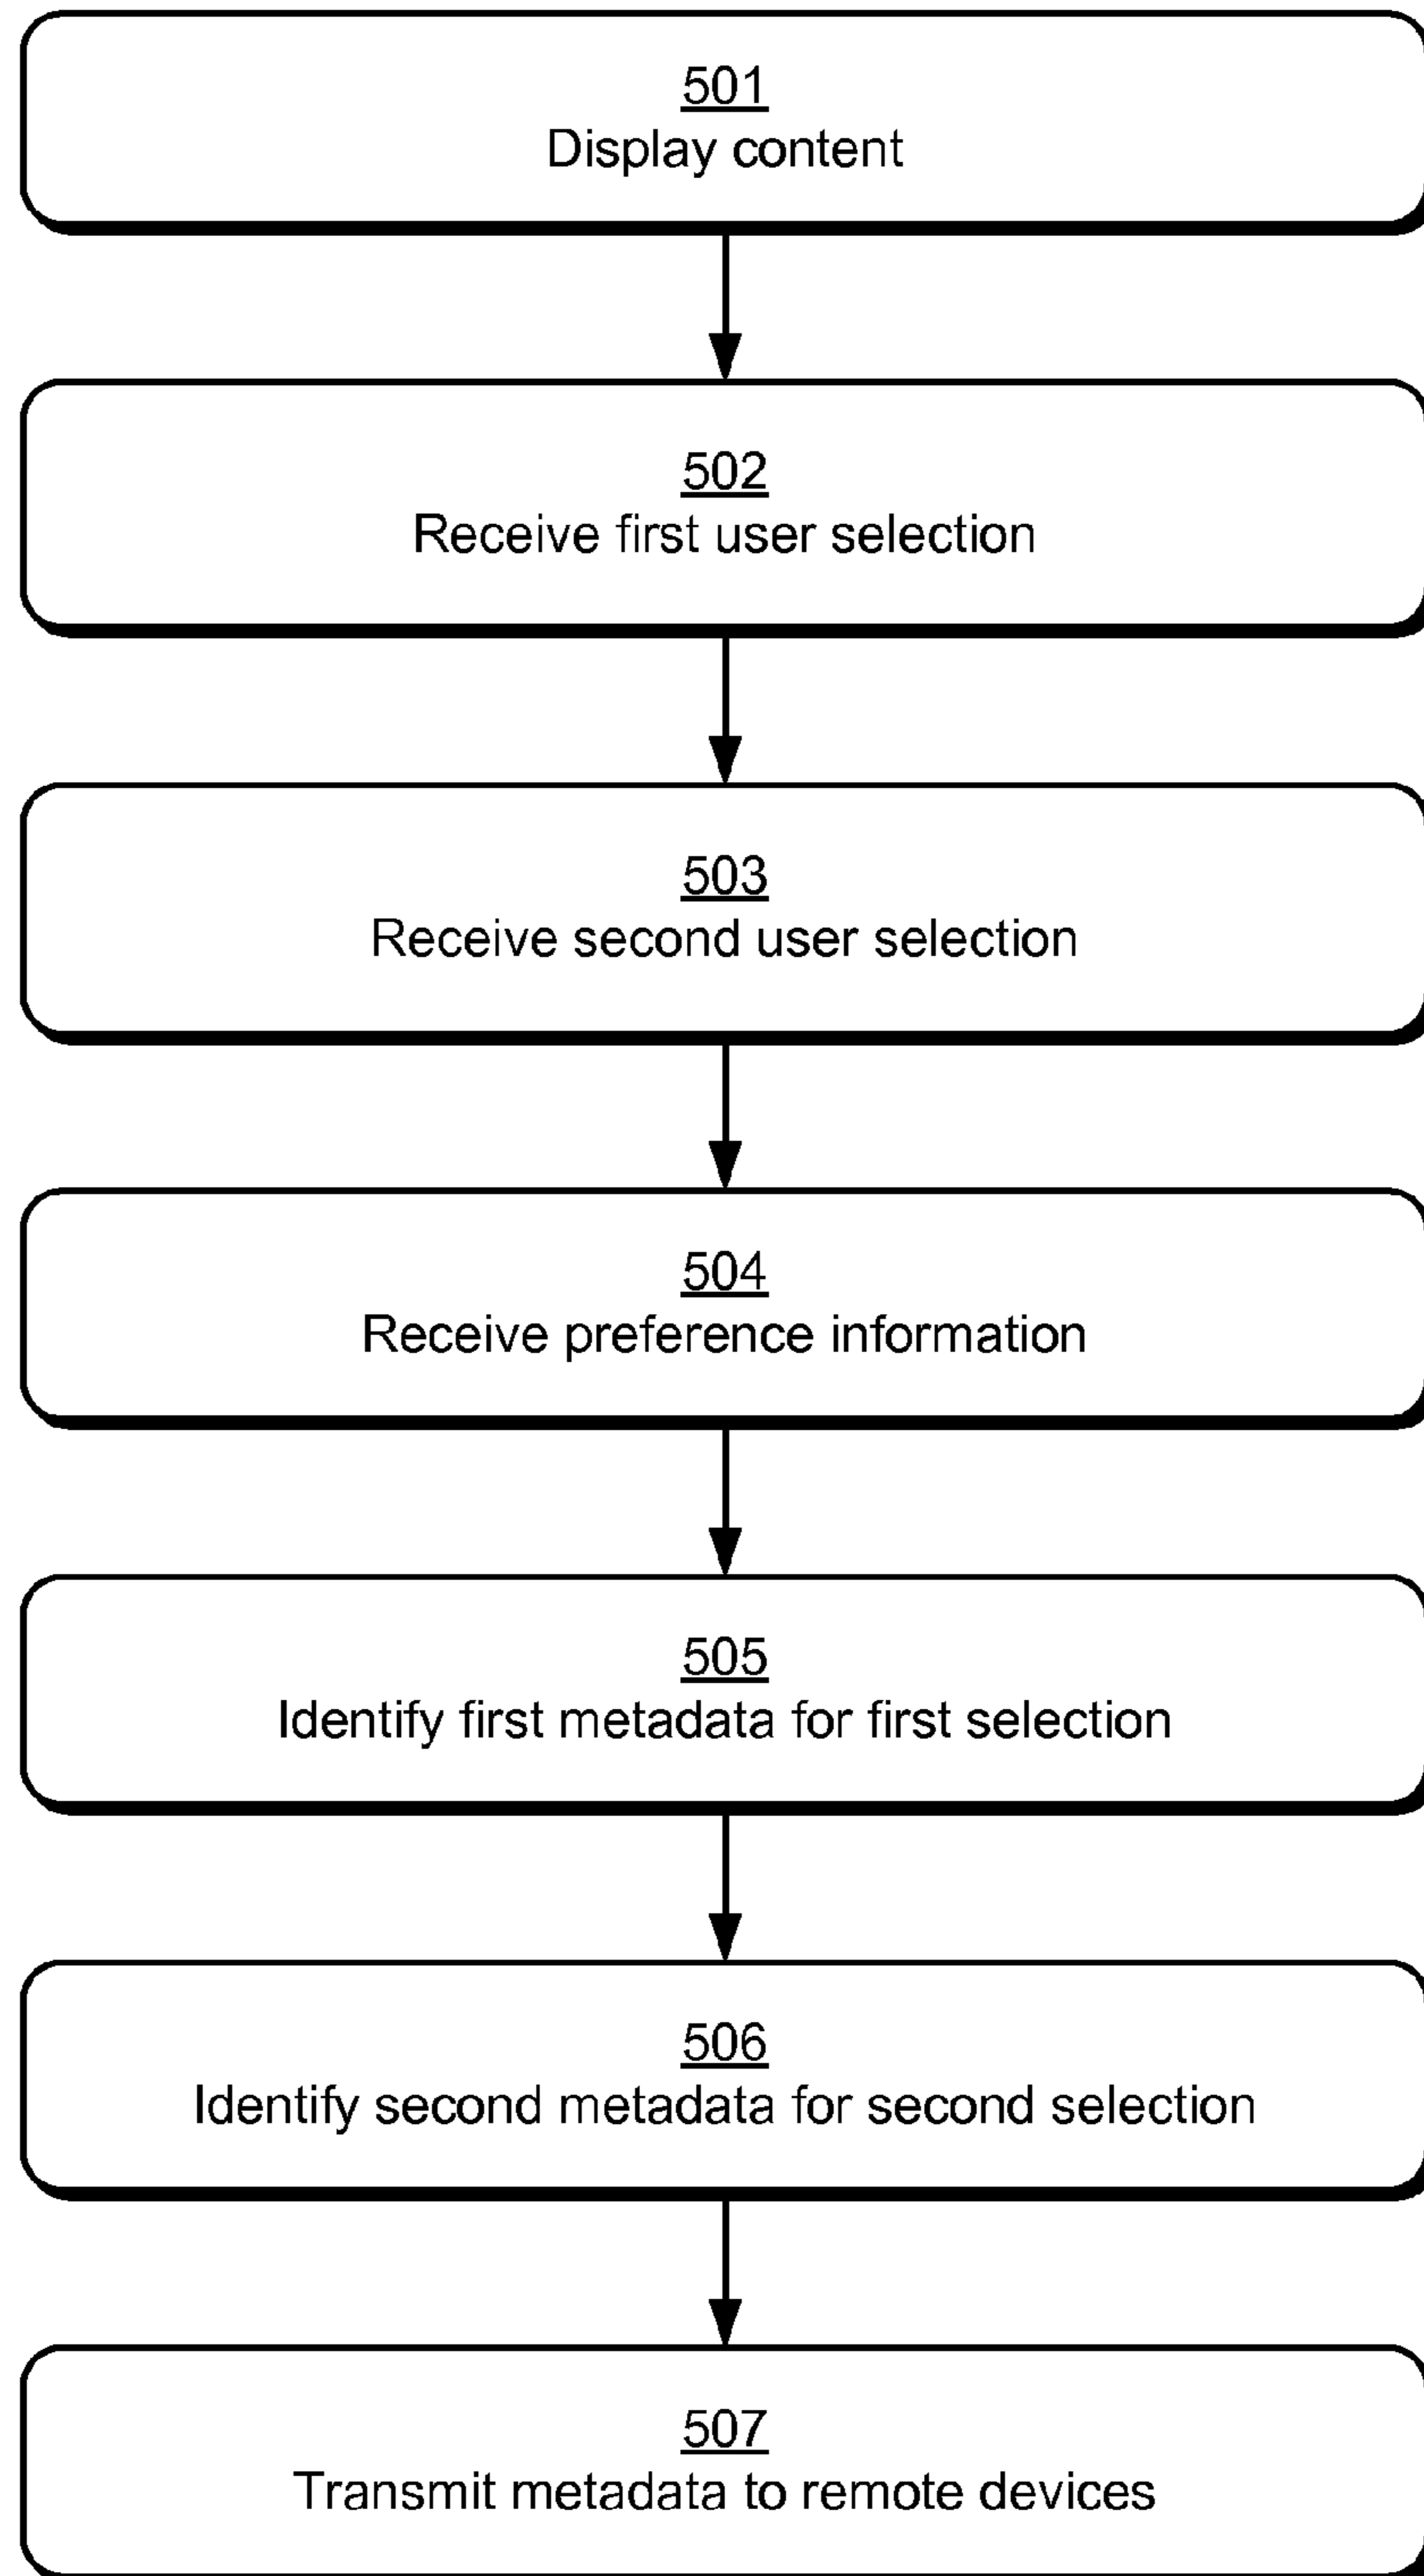 501
Display content
502
Receive first user selection
503
Receive second user selection
504
Receive preference information
505
Identify first metadata for first selection
506
Identify second metadata for second selection
507
Transmit metadata to remote devices